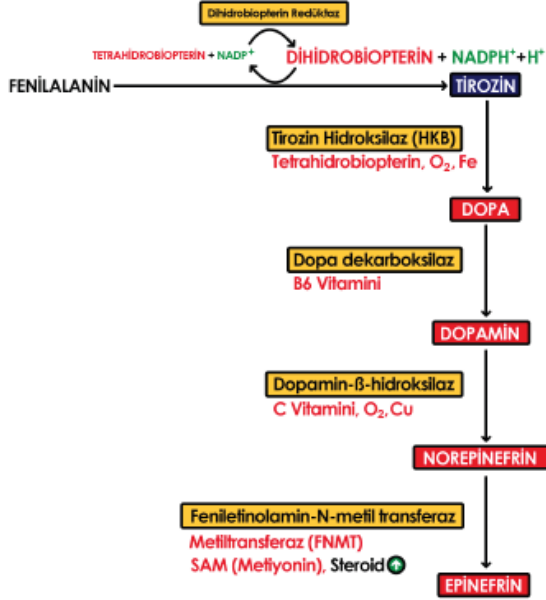 Dihidrobiopterin Redüktaz
TETRAHİDROBİOPTERİN + NADP⁺
DİHİDROBİOPTERİN + NADPH⁺+H⁺
FENİLALANİN
TİROZİN
Tirozin Hidroksilaz (HKB)
Tetrahidrobiopterin, O₂, Fe
DOPA
Dopa dekarboksilaz
B6 Vitamini
DOPAMİN
Dopamin-ß-hidroksilaz
C Vitamini, O₂, Cu
NOREPİNEFRİN
Feniletinolamin-N-metil transferaz
Metiltransferaz (FNMT)
SAM (Metiyonin), Steroid
EPİNEFRİN